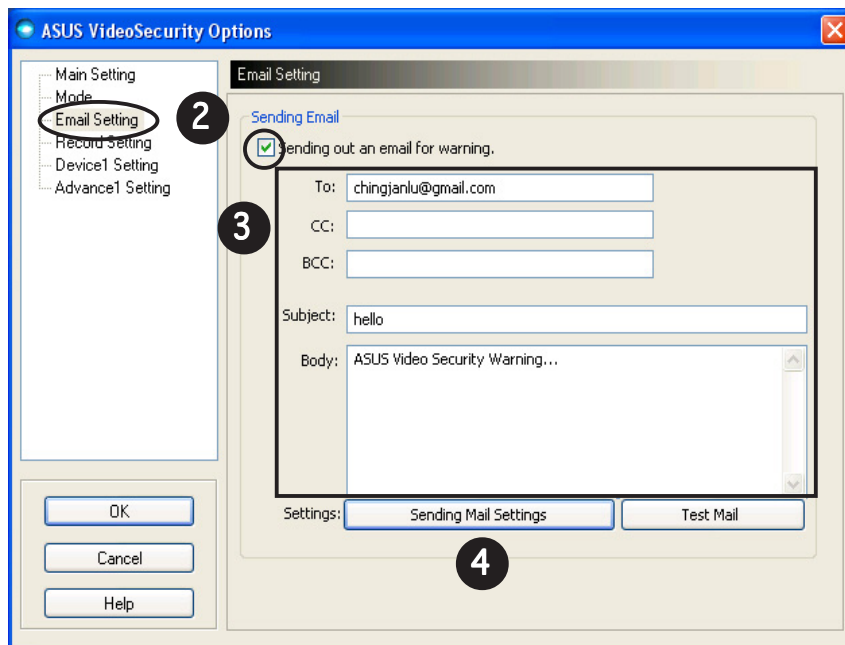 ASUS VideoSecurity Options
Main Setting
Mode
Email Setting
Record Setting
Device1 Setting
Advance1 Setting
2
OK
Cancel
Help
Email Setting
Sending Email
Sending out an email for warning.
3
To: chingjanlu@gmail.com
CC:
BCC:
Subject: hello
Body: ASUS Video Security Warning...
Settings: Sending Mail Settings Test Mail
4